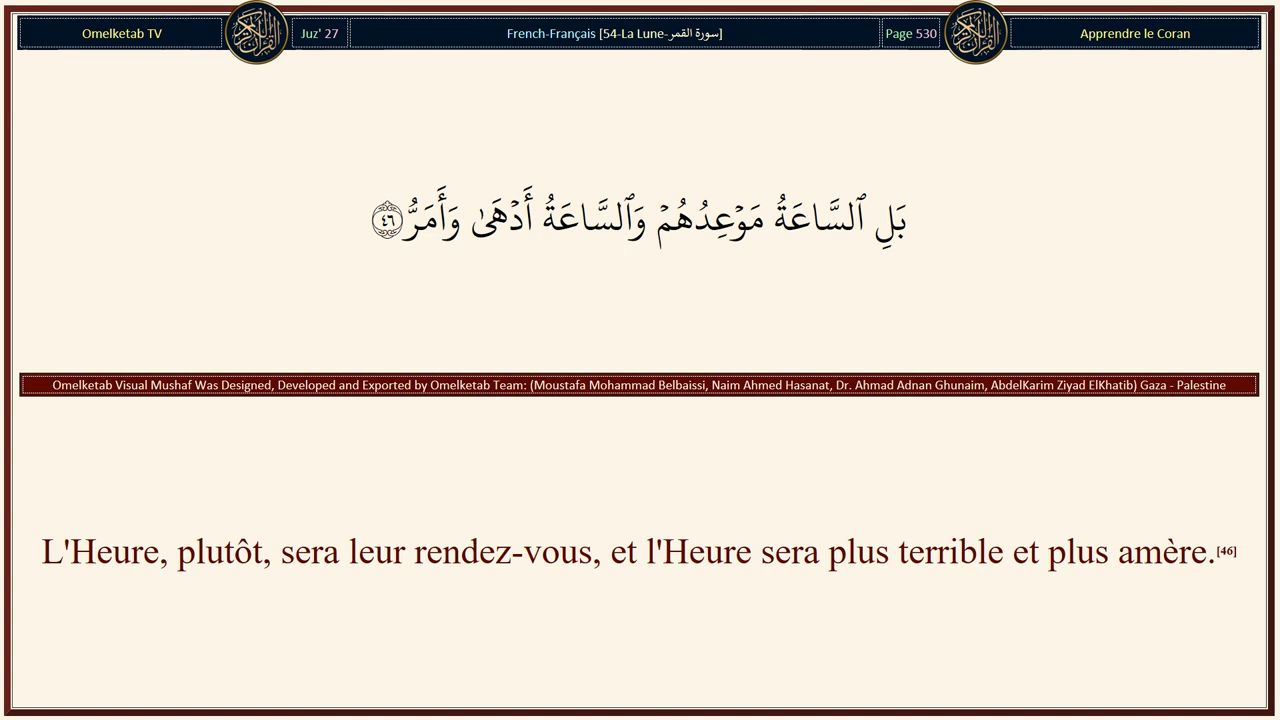 Omelketab TV
Juz' 27
French-Français [54-La Lune-سورة القمر]
Page 530
Apprendre le Coran
بَلِ ٱلسَّاعَةُ مَوۡعِدُهُمۡ وَٱلسَّاعَةُ أَدۡهَىٰ وَأَمَرُّ ٤٦
Omelketab Visual Mushaf Was Designed, Developed and Exported by Omelketab Team: (Moustafa Mohammad Belbaissi, Naim Ahmed Hasanat, Dr. Ahmad Adnan Ghunaim, AbdelKarim Ziyad ElKhatib) Gaza - Palestine
L'Heure, plutôt, sera leur rendez-vous, et l'Heure sera plus terrible et plus amère.[46]